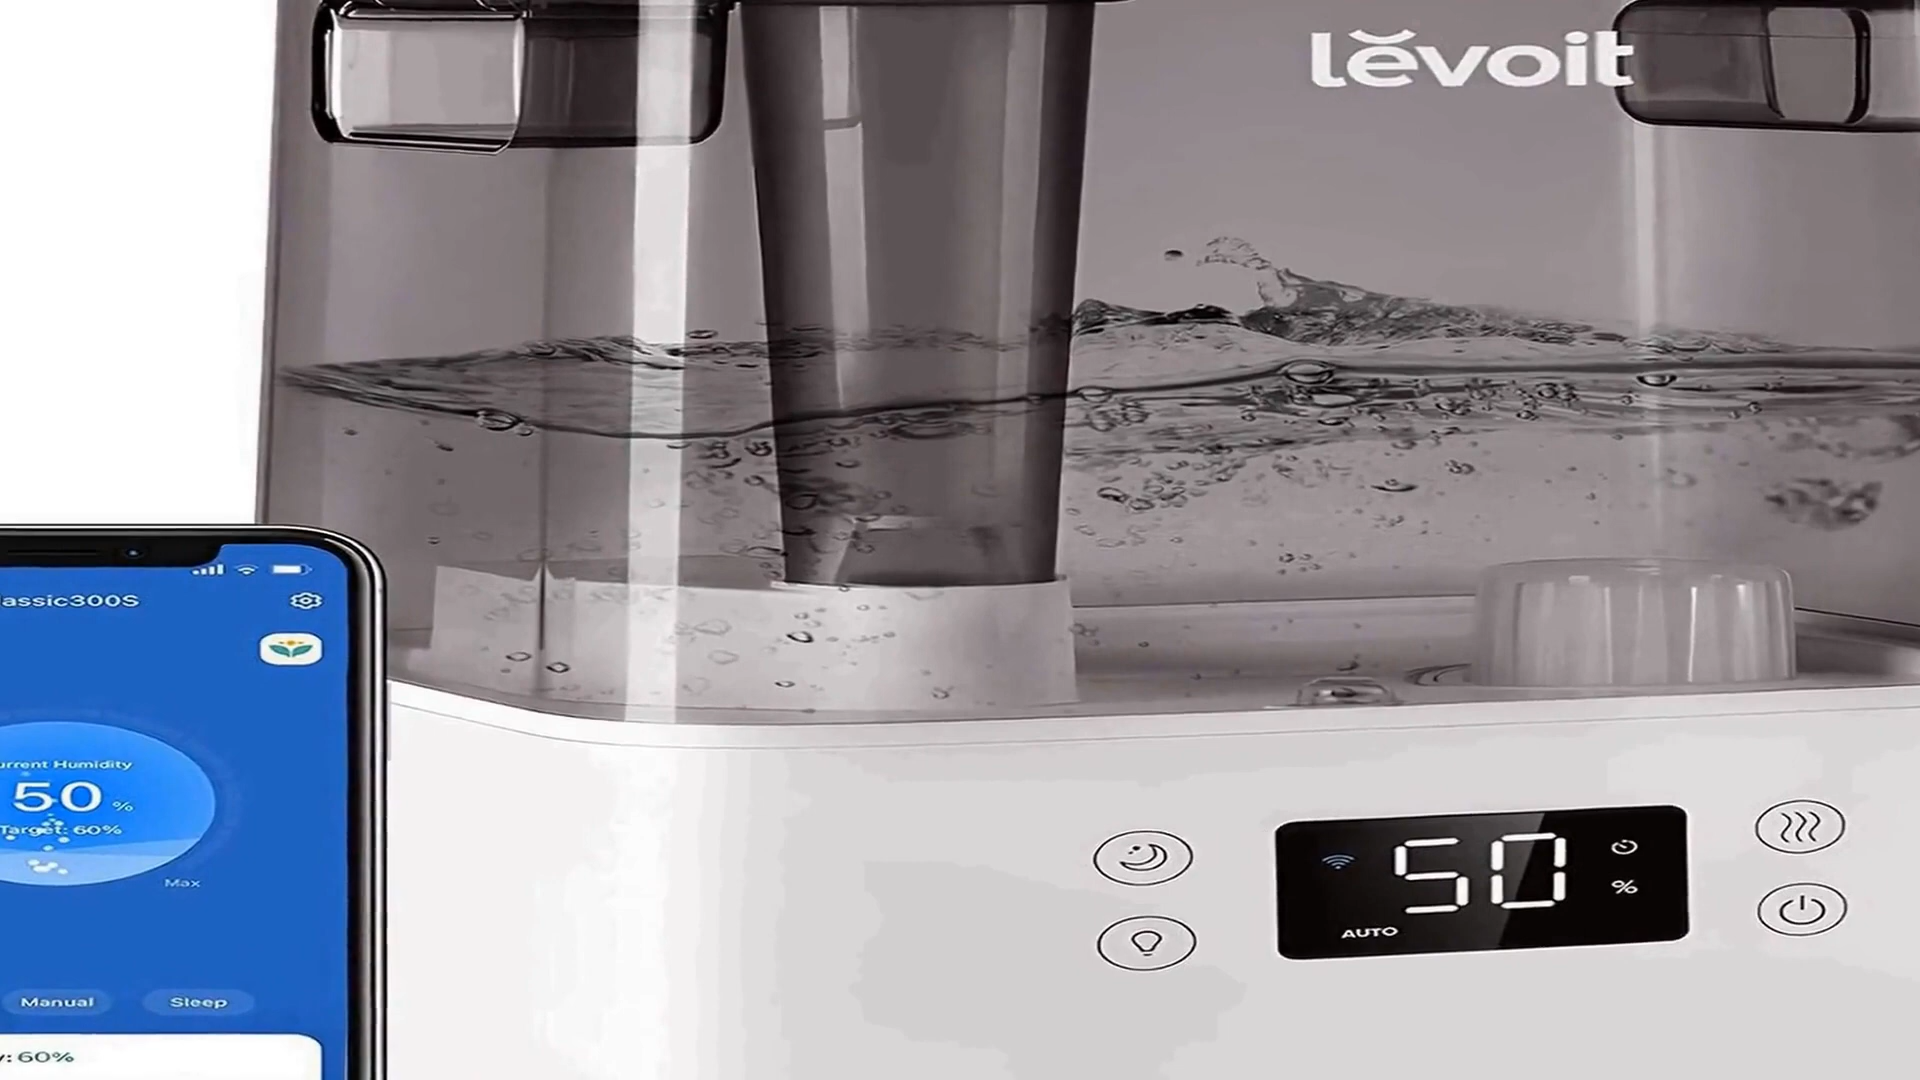 levoit
assic300S
urrent Humidity
50 %
Target: 60%
Max
Manual
Sleep
y: 60%
50
%
AUTO